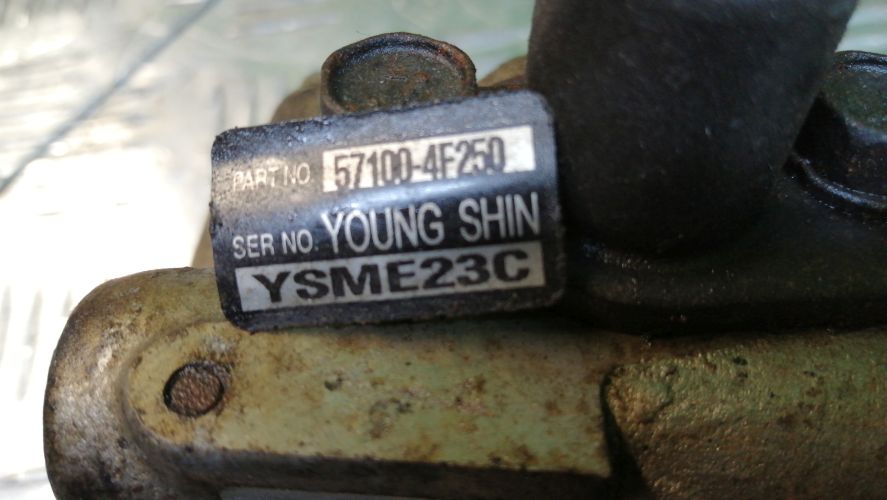 PART NO. 57100-4F250
SER NO. YOUNG SHIN
YSME23C